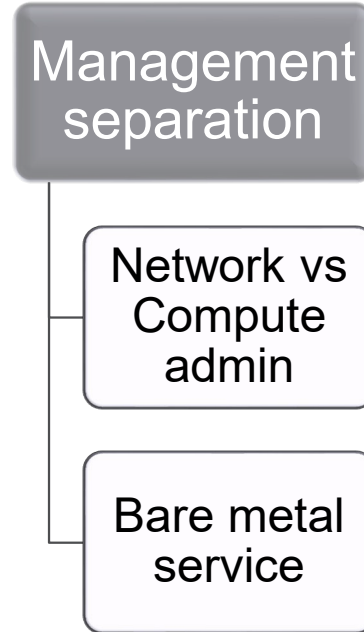 Management
separation
Network vs
Compute
admin
Bare metal
service